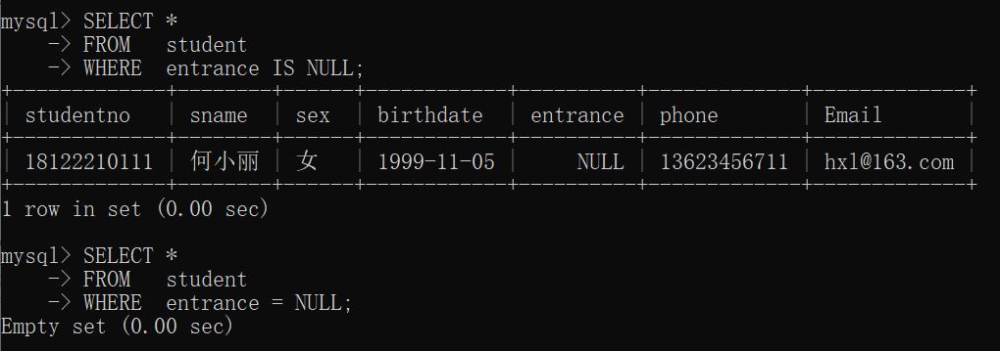 mysql> SELECT *
    -> FROM   student
    -> WHERE  entrance IS NULL;
+-------------+--------+------+------------+----------+-------------+-------------+
| studentno   | sname  | sex  | birthdate  | entrance | phone       | Email       |
+-------------+--------+------+------------+----------+-------------+-------------+
| 18122210111 | 何小丽 | 女   | 1999-11-05 |     NULL | 13623456711 | hxl@163.com |
+-------------+--------+------+------------+----------+-------------+-------------+
1 row in set (0.00 sec)
mysql> SELECT *
    -> FROM   student
    -> WHERE  entrance = NULL;
Empty set (0.00 sec)